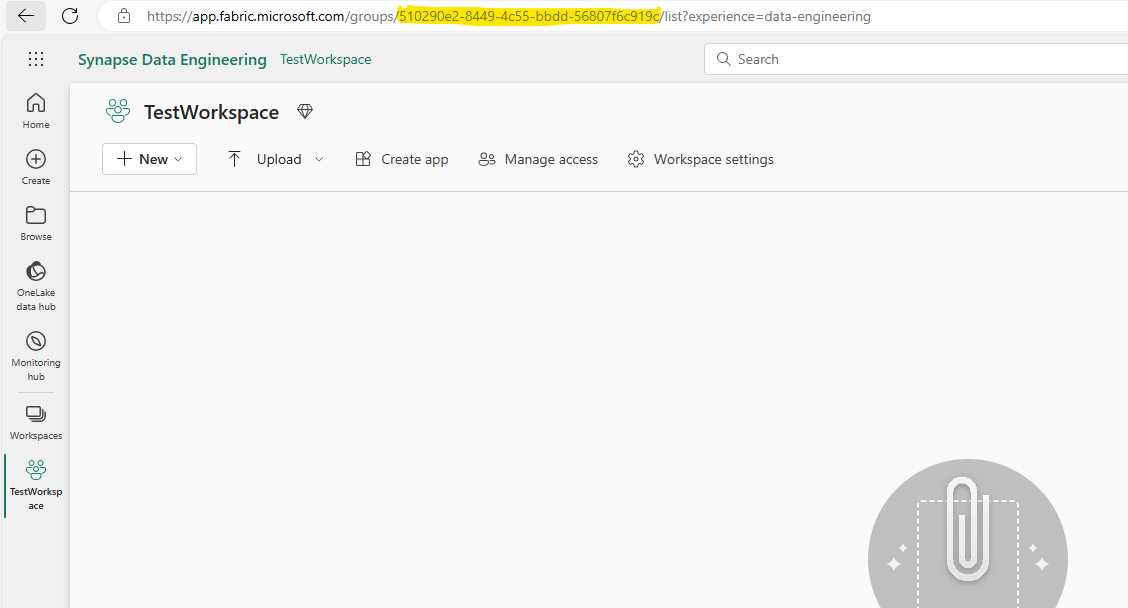 https://app.fabric.microsoft.com/groups/510290e2-8449-4c55-bbdd-56807f6c919c/list?experience=data-engineering
Synapse Data Engineering TestWorkspace
Search
Home
Create
Browse
OneLake
data hub
Monitoring
hub
Workspaces
TestWorksp
ace
TestWorkspace
New Upload Create app Manage access Workspace settings